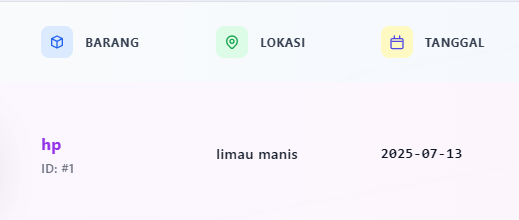 BARANG LOKASI TANGGAL
hp limau manis 2025-07-13
ID: #1